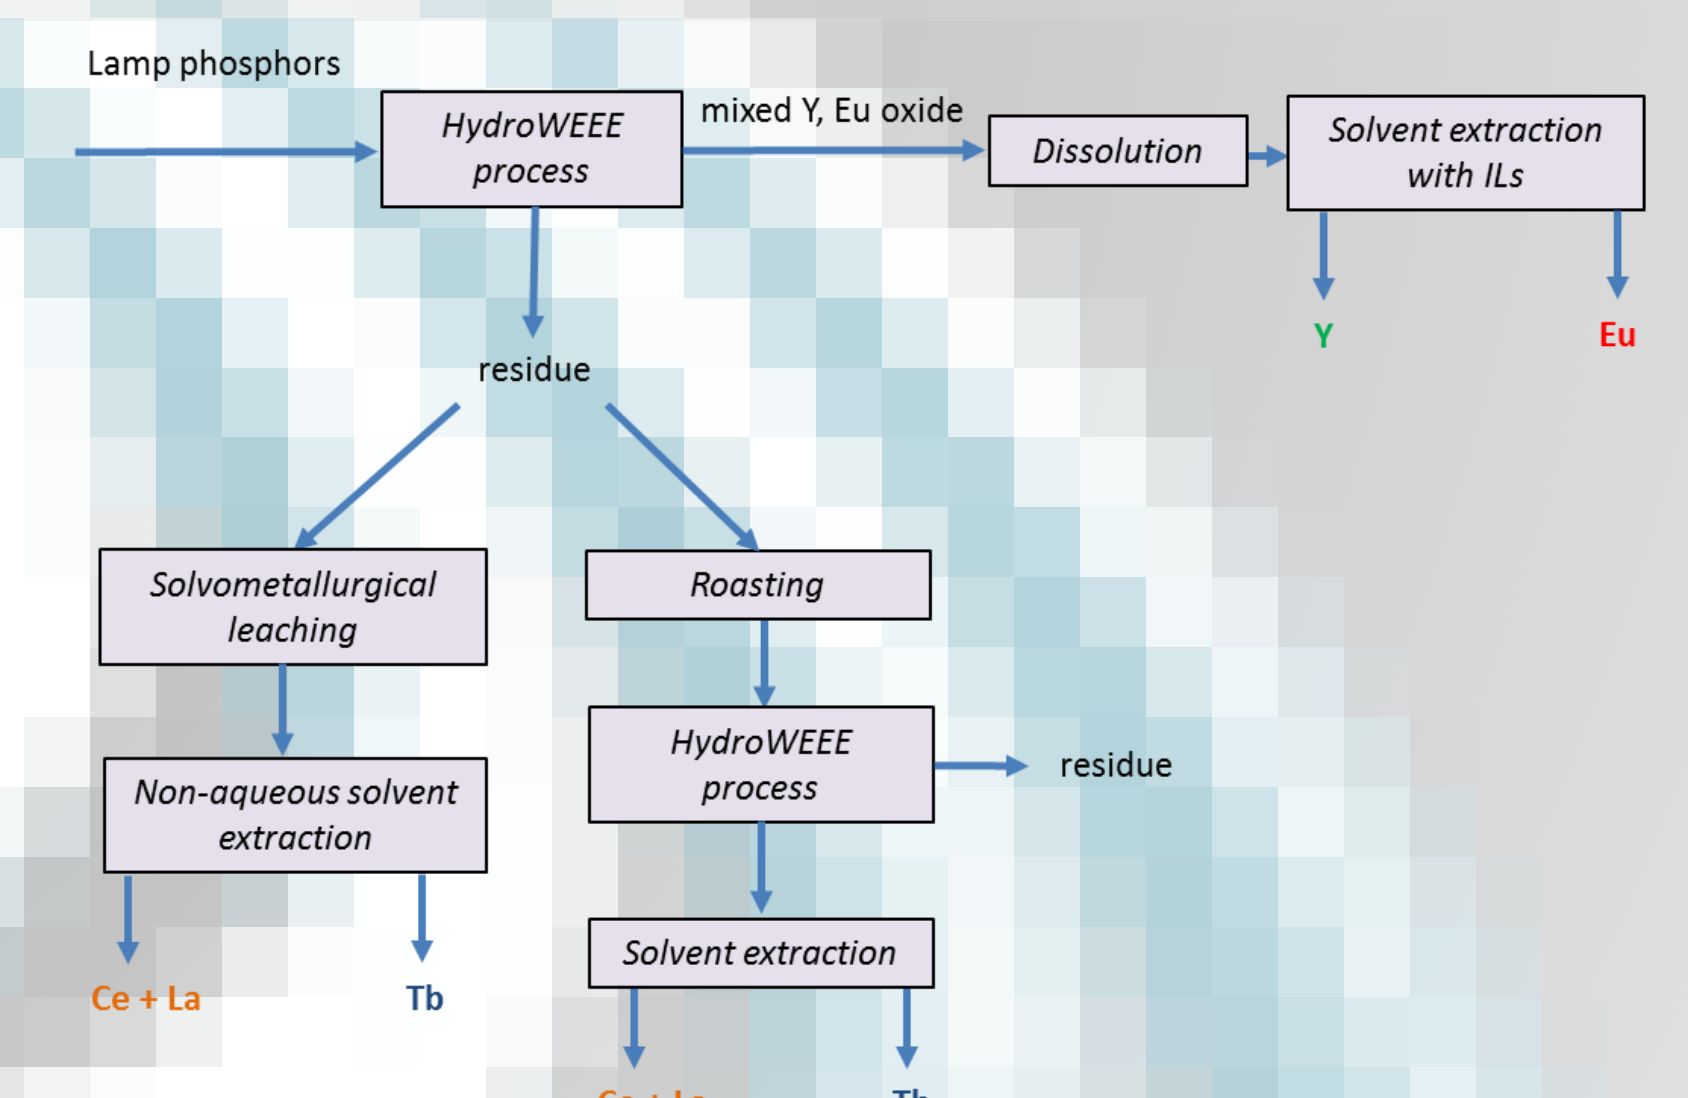 Lamp phosphors
HydroWEEE
process
mixed Y, Eu oxide
Dissolution
Solvent extraction
with ILs
Y
Eu
residue
Solvometallurgical
leaching
Roasting
Non-aqueous solvent
extraction
HydroWEEE
process
residue
Solvent extraction
Ce + La
Tb